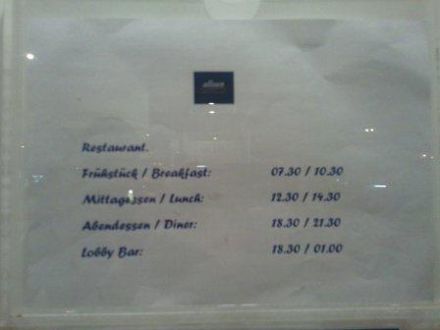 Restaurant.
Frühstück / Breakfast: 07.30 / 10.30
Mittagessen / Lunch: 12.30 / 14.30
Abendessen / Diner: 18.30 / 21.30
Lobby Bar: 18.30 / 01.00